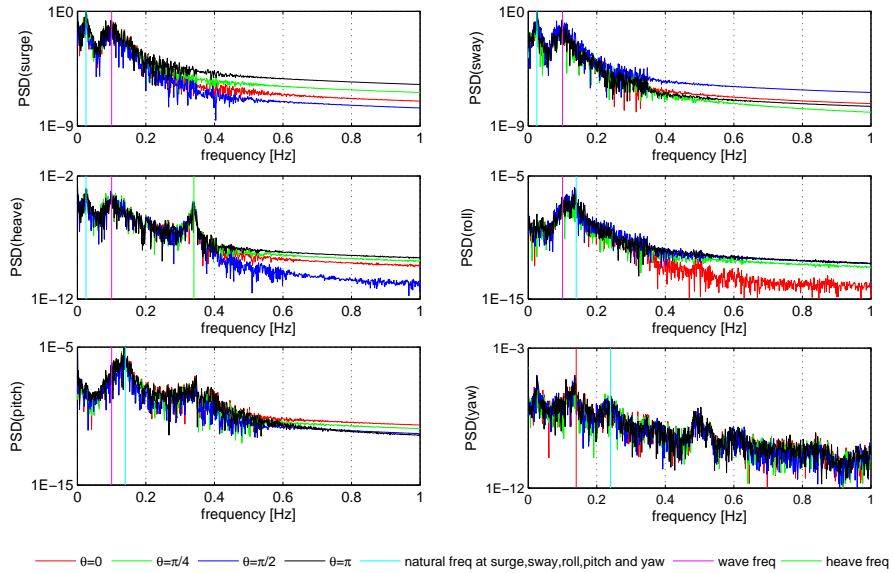 1E0
PSD(surge)
1E−9
0 0.2 0.4 0.6 0.8 1
frequency [Hz]
1E0
PSD(sway)
1E−9
0 0.2 0.4 0.6 0.8 1
frequency [Hz]
1E−2
PSD(heave)
1E−12
0 0.2 0.4 0.6 0.8 1
frequency [Hz]
1E−5
PSD(roll)
1E−15
0 0.2 0.4 0.6 0.8 1
frequency [Hz]
1E−5
PSD(pitch)
1E−15
0 0.2 0.4 0.6 0.8 1
frequency [Hz]
1E−3
PSD(yaw)
1E−12
0 0.2 0.4 0.6 0.8 1
frequency [Hz]
θ=0 θ=π/4 θ=π/2 θ=π natural freq at surge,sway,roll,pitch and yaw wave freq heave freq